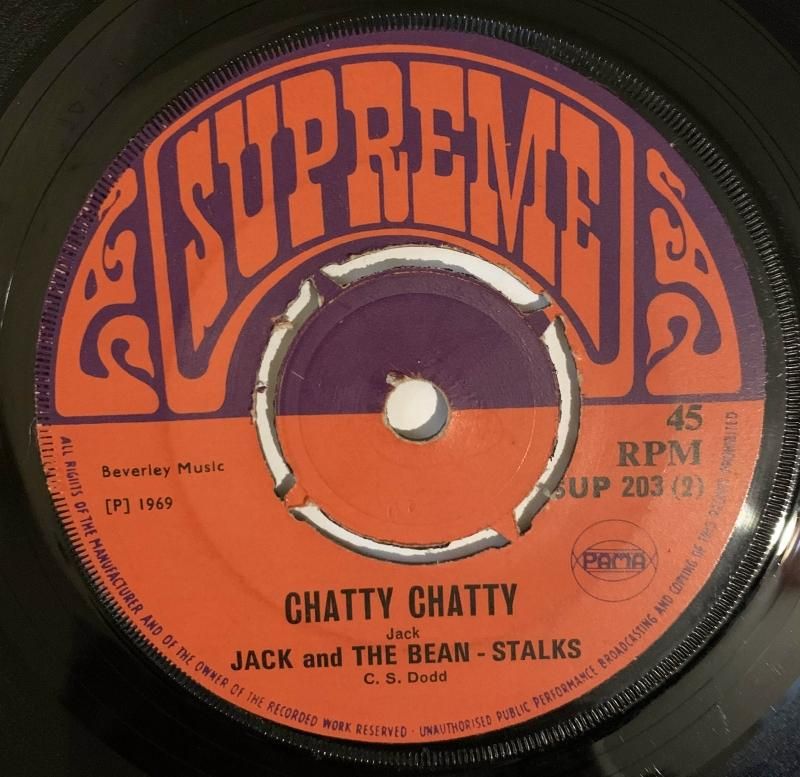 SUPREME
45
RPM
SUP 203 (2)
Beverley Music
[P] 1969
PAMA
CHATTY CHATTY
Jack
JACK and THE BEAN - STALKS
C. S. Dodd
ALL RIGHTS OF THE MANUFACTURER AND OF THE OWNER OF THE RECORDED WORK RESERVED · UNAUTHORISED PUBLIC PERFORMANCE BROADCASTING AND COPYING OF THIS RECORD PROHIBITED